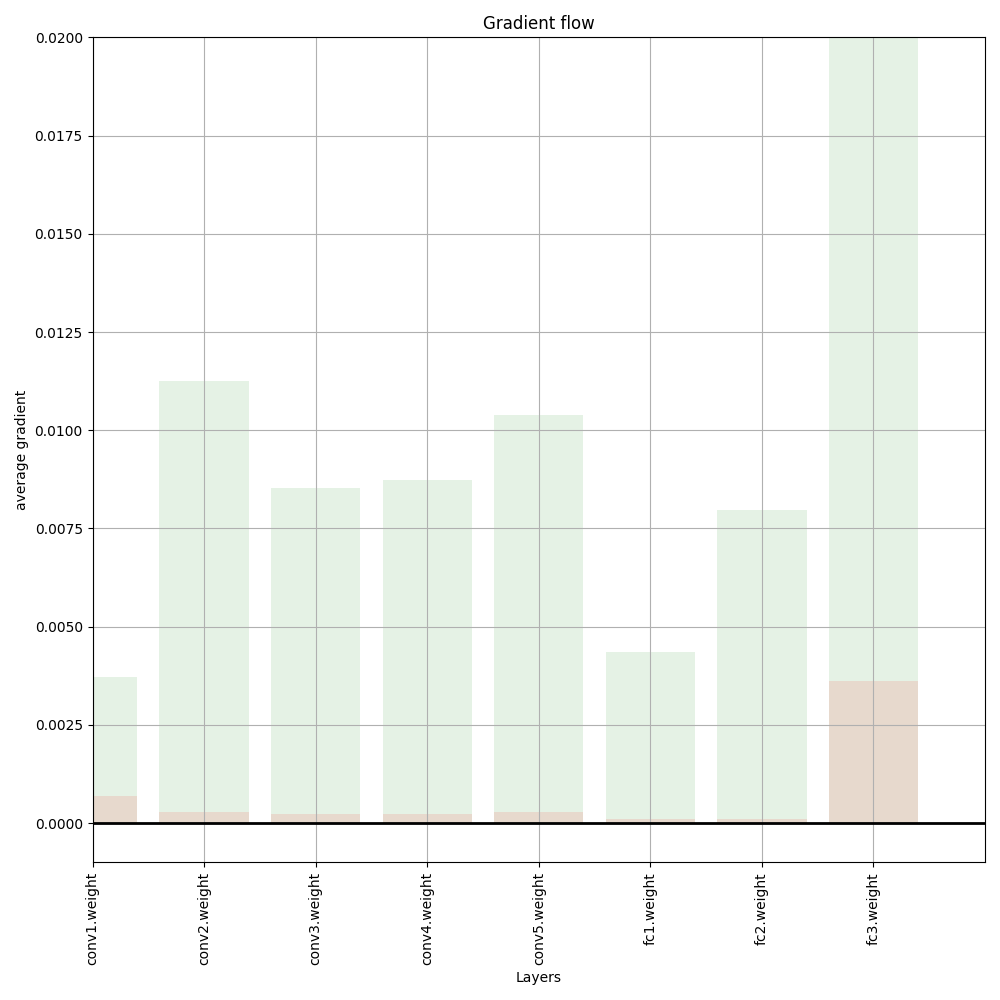 Gradient flow
0.0200
0.0175
0.0150
0.0125
0.0100
0.0075
0.0050
0.0025
0.0000
average gradient
conv1.weight
conv2.weight
conv3.weight
conv4.weight
conv5.weight
fc1.weight
fc2.weight
fc3.weight
Layers